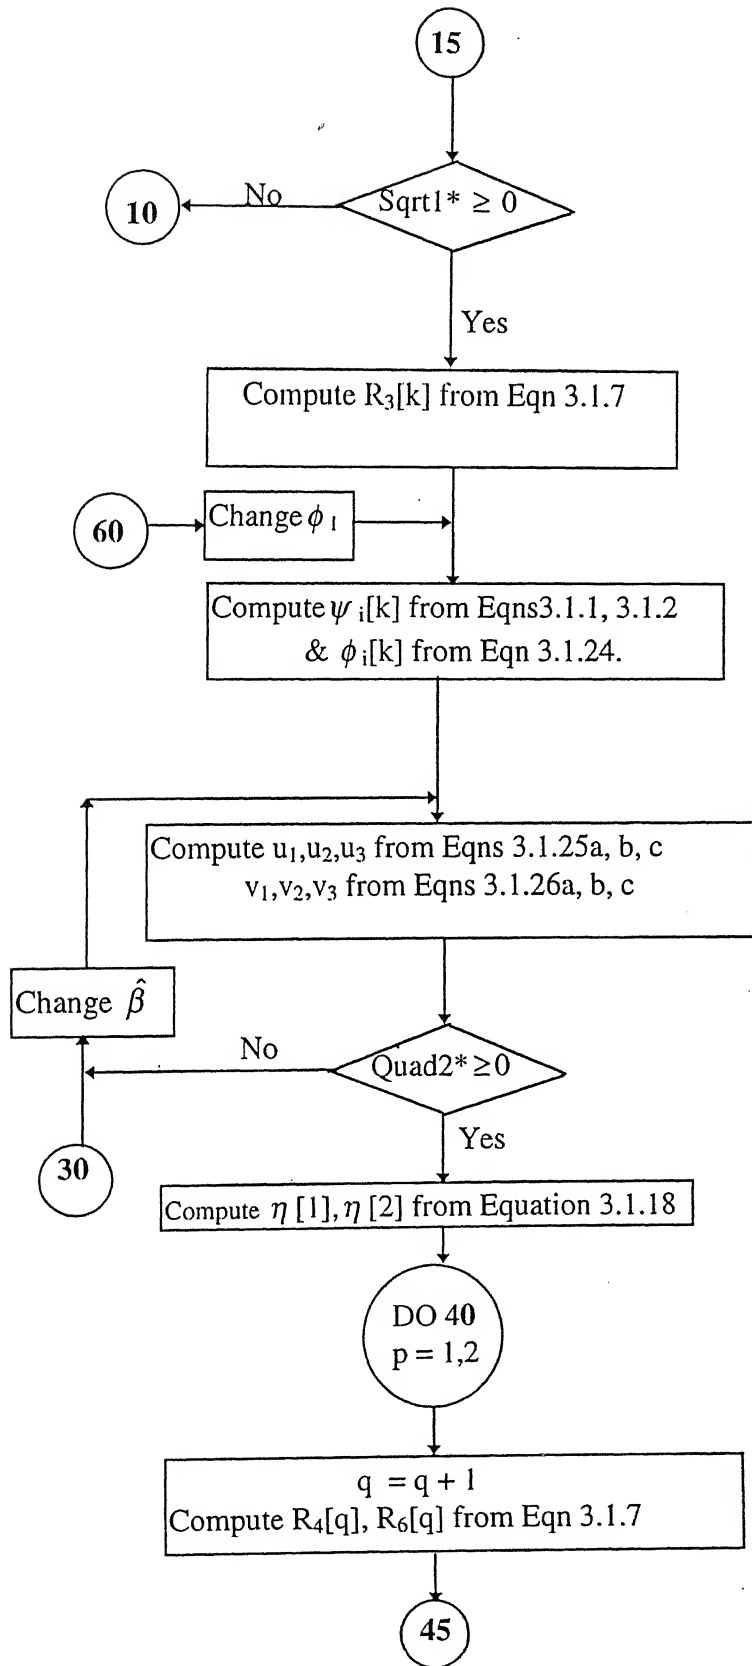 15
10
No
Sqrt1* ≥ 0
Yes
Compute R₃[k] from Eqn 3.1.7
60
Change ϕ ₁
Compute ψ ᵢ[k] from Eqns3.1.1, 3.1.2
& ϕ ᵢ[k] from Eqn 3.1.24.
Compute u₁,u₂,u₃ from Eqns 3.1.25a, b, c
v₁,v₂,v₃ from Eqns 3.1.26a, b, c
Change β̂
No
Quad2* ≥0
Yes
30
Compute η [1], η [2] from Equation 3.1.18
DO 40
p = 1,2
q = q + 1
Compute R₄[q], R₆[q] from Eqn 3.1.7
45